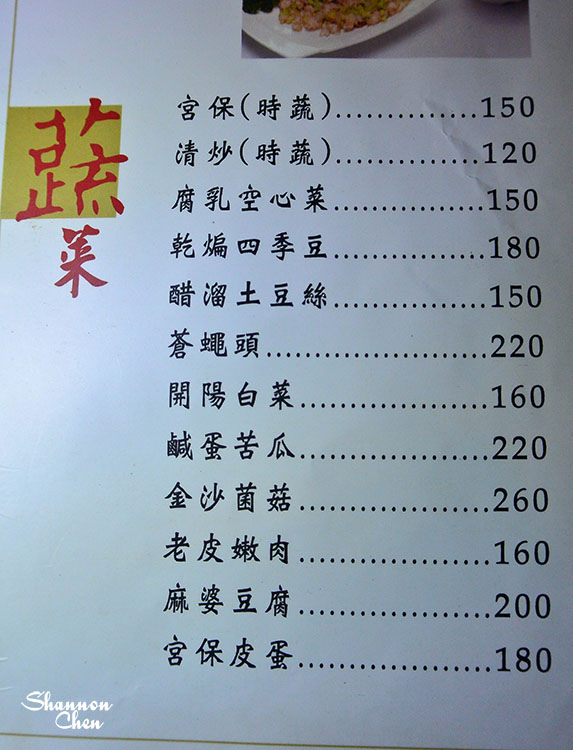 蔬菜
宮保(時蔬)...............150
清炒(時蔬)...............120
腐乳空心菜................150
乾煸四季豆................180
醋溜土豆絲................150
蒼蠅頭.......................220
開陽白菜....................160
鹹蛋苦瓜....................220
金沙菌菇....................260
老皮嫩肉....................160
麻婆豆腐....................200
宮保皮蛋....................180
Shannon
Chen